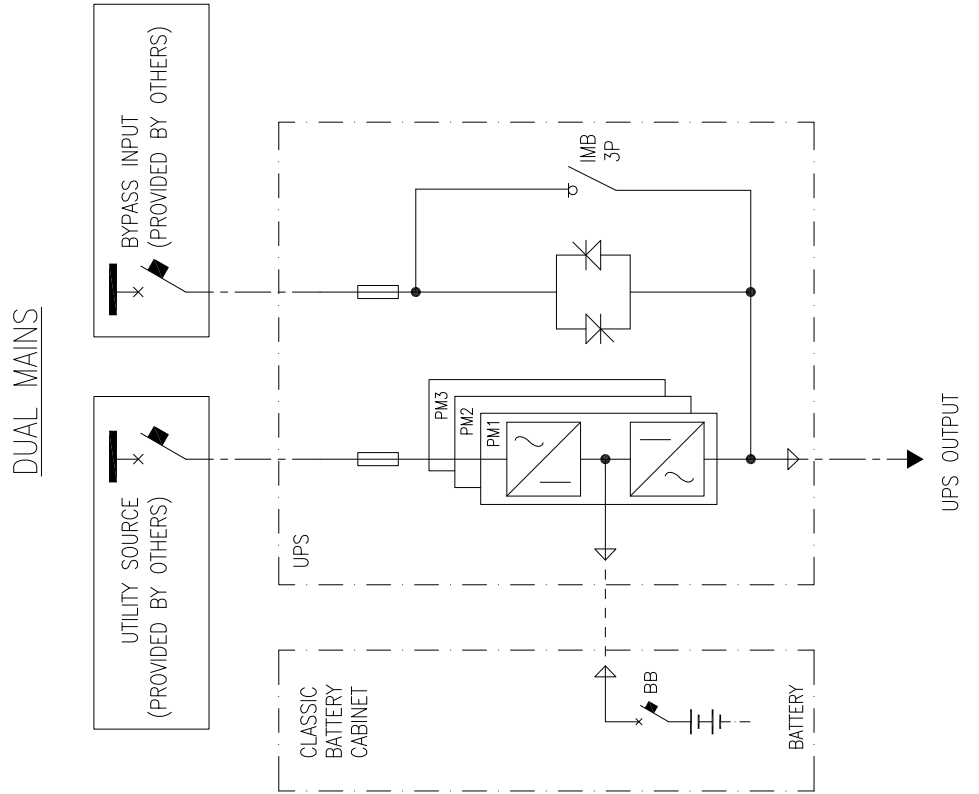 DUAL MAINS
UTILITY SOURCE
(PROVIDED BY OTHERS)
BYPASS INPUT
(PROVIDED BY OTHERS)
UPS
PM3
PM2
PM1
IMB
3P
CLASSIC
BATTERY
CABINET
BB
BATTERY
UPS OUTPUT